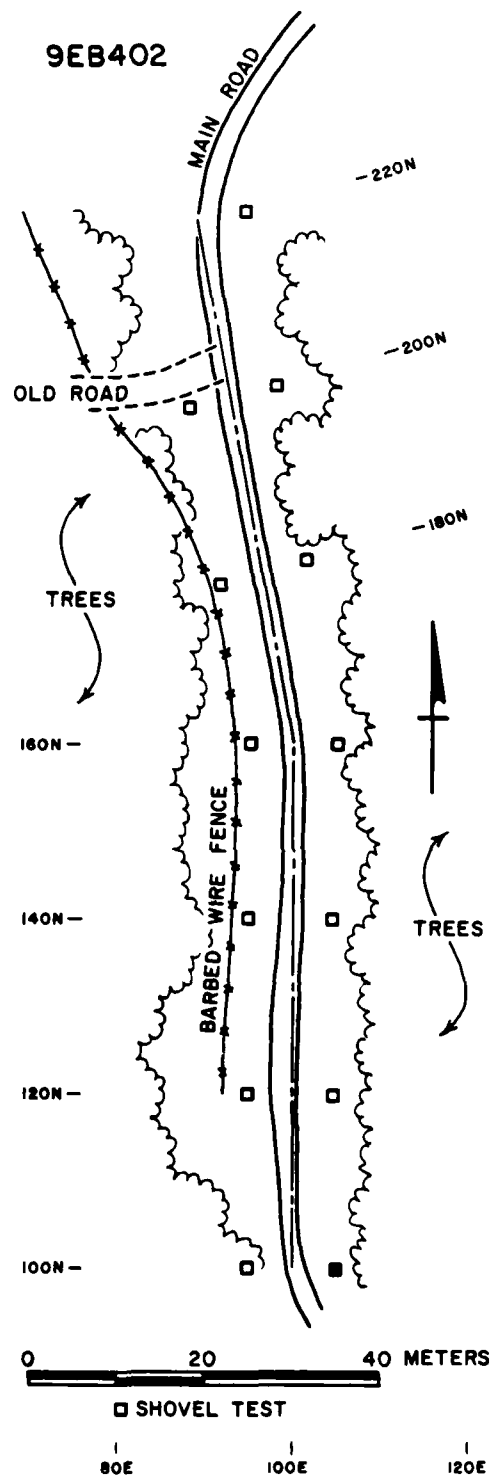 9EB402
MAIN ROAD
-220N
-200N
OLD ROAD
-180N
TREES
160N-
BARBED WIRE FENCE
140N-
TREES
120N-
100N-
0 20 40 METERS
SHOVEL TEST
80E 100E 120E